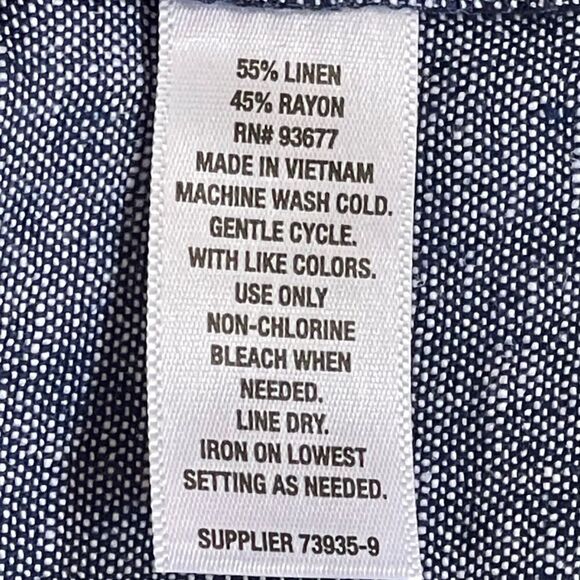 55% LINEN
45% RAYON
RN# 93677
MADE IN VIETNAM
MACHINE WASH COLD.
GENTLE CYCLE.
WITH LIKE COLORS.
USE ONLY
NON-CHLORINE
BLEACH WHEN
NEEDED.
LINE DRY.
IRON ON LOWEST
SETTING AS NEEDED.
SUPPLIER 73935-9